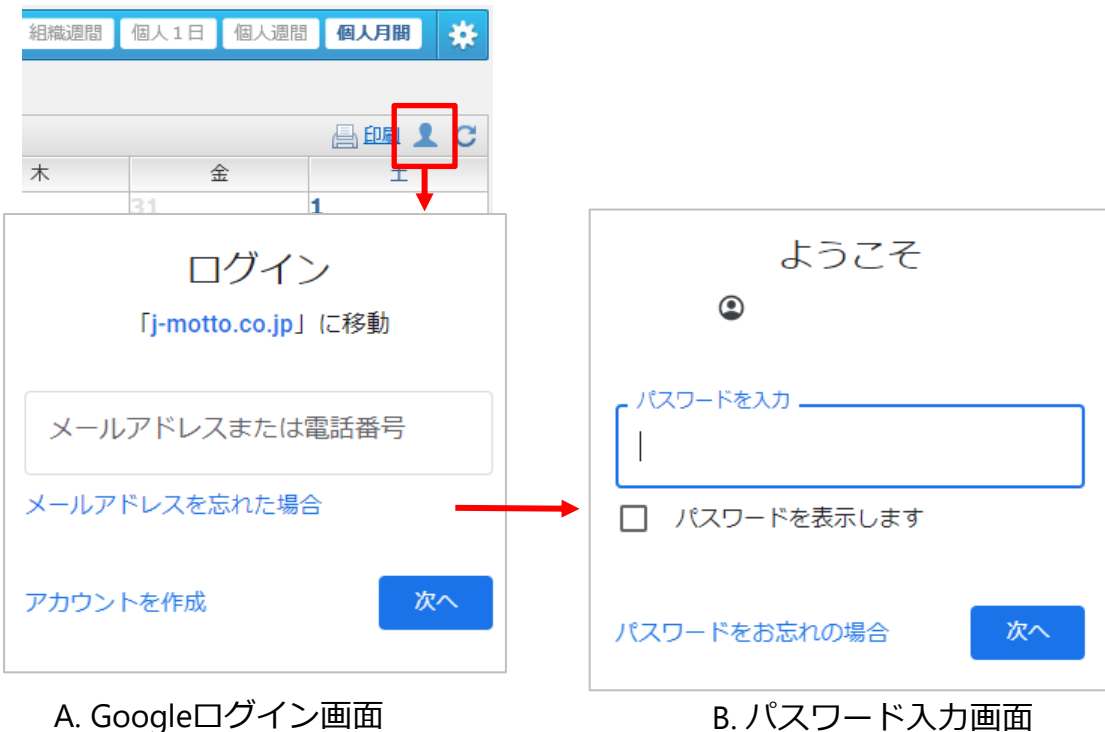 組織週間 個人１日 個人週間 個人月間
印刷
木 金 土
31 1
ログイン
「j-motto.co.jp」に移動
メールアドレスまたは電話番号
メールアドレスを忘れた場合
アカウントを作成 次へ
A. Googleログイン画面
ようこそ
パスワードを入力
パスワードを表示します
パスワードをお忘れの場合 次へ
B. パスワード入力画面